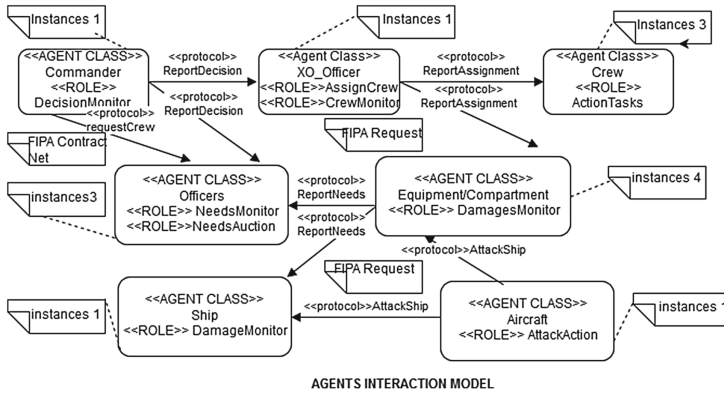 Instances 1
Instances 1
Instances 3
<<AGENT CLASS>>
Commander
<<ROLE>>
DecisionMonitor
<<protocol>>
ReportDecision
<<protocol>>
ReportDecision
<<protocol>>
requestCrew
<<Agent Class>>
XO_Officer
<<ROLE>>AssignCrew
<<ROLE>>CrewMonitor
<<protocol>>
ReportAssignment
<<protocol>>
ReportAssignment
<<Agent Class>>
Crew
<<ROLE>>
ActionTasks
FIPA Contract
Net
FIPA Request
instances3
<<AGENT CLASS>>
Officers
<<ROLE>> NeedsMonitor
<<ROLE>>NeedsAuction
<<protocol>>
ReportNeeds
<<protocol>>
ReportNeeds
<<AGENT CLASS>>
Equipment/Compartment
<<ROLE>> DamagesMonitor
instances 4
<<protocol>>AttackShip
FIPA Request
instances 1
<<AGENT CLASS>>
Ship
<<ROLE>> DamageMonitor
<<protocol>>AttackShip
<<AGENT CLASS>>
Aircraft
<<ROLE>> AttackAction
instances 1
AGENTS INTERACTION MODEL